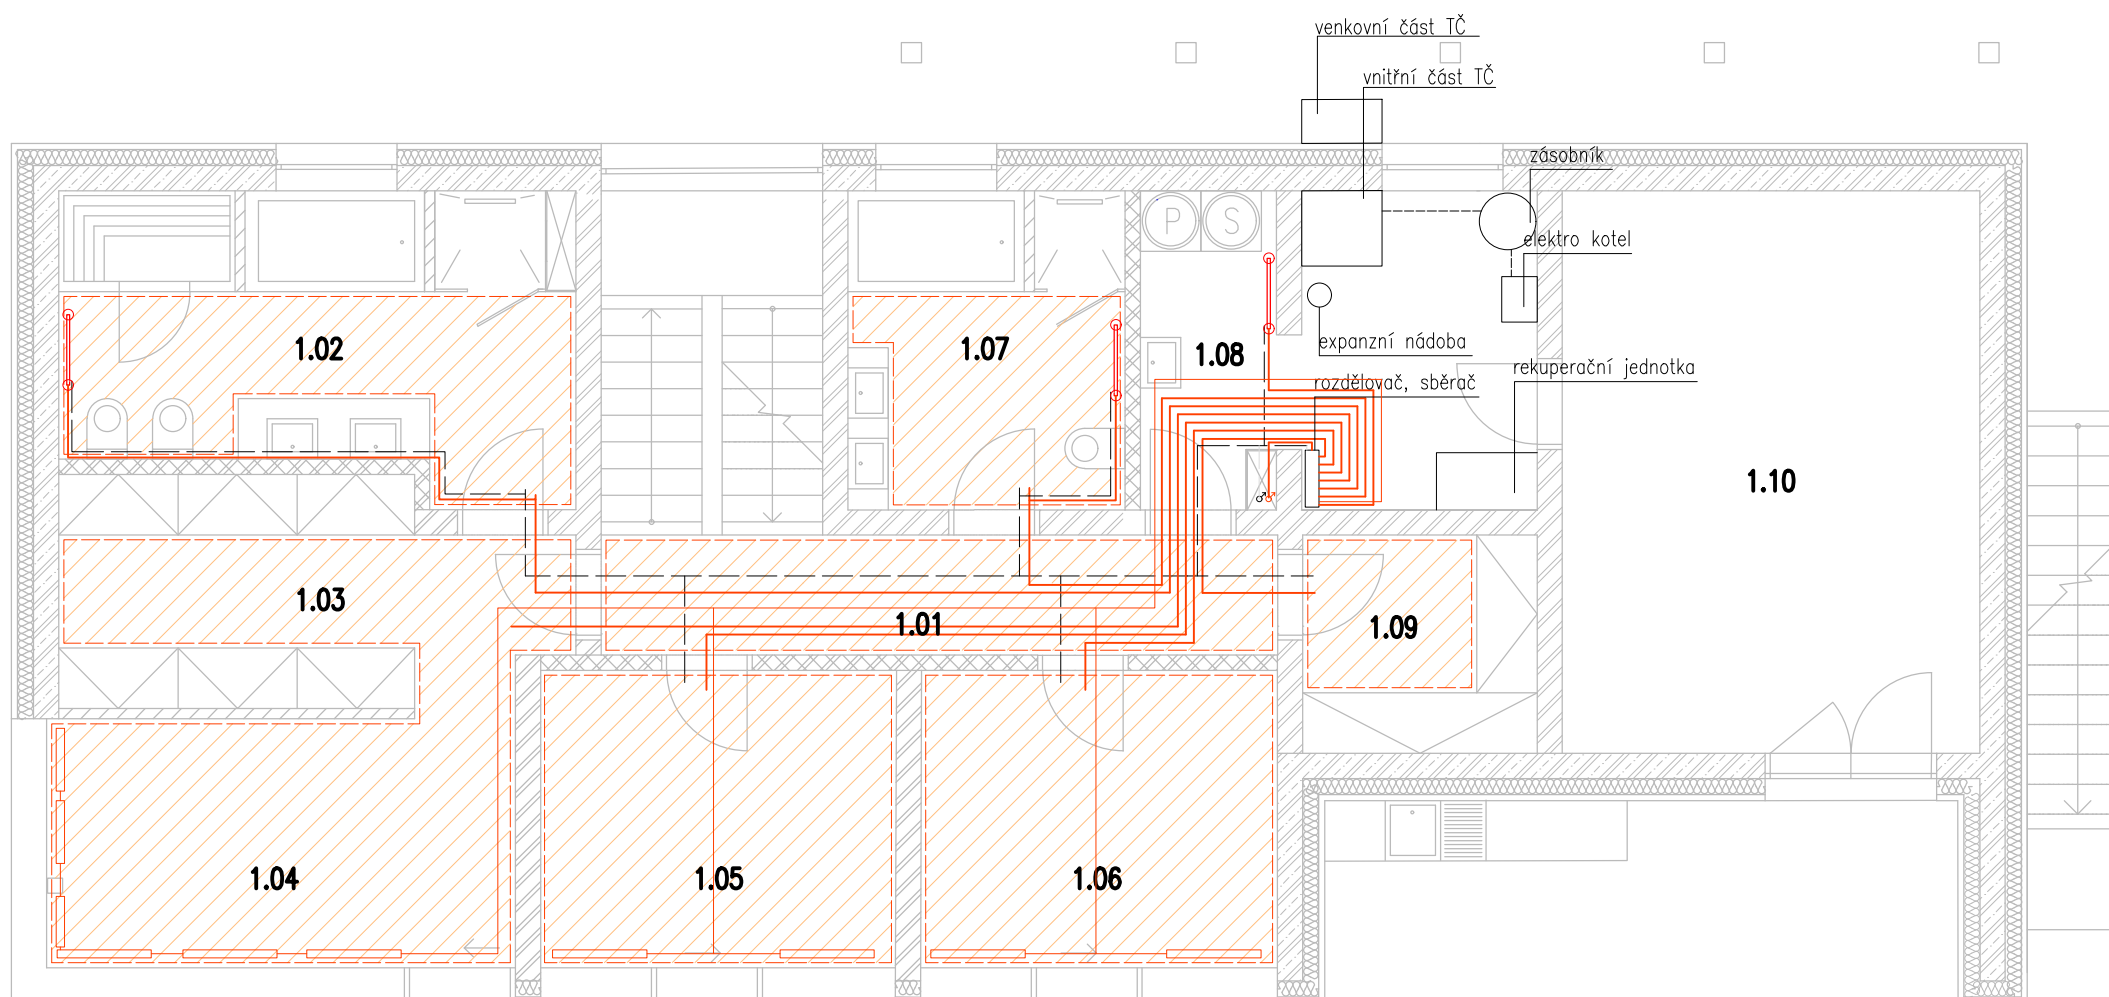 venkovní část TČ
vnitřní část TČ
zásobník
P S
elektro kotel
expanzní nádoba
1.02
1.07
1.08
rekuperační jednotka
rozdělovač, sběrač
1.10
1.03
1.01
1.09
1.04
1.05
1.06